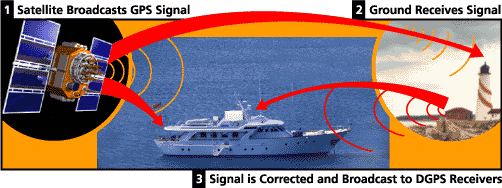 1 Satellite Broadcasts GPS Signal
2 Ground Receives Signal
3 Signal is Corrected and Broadcast to DGPS Receivers